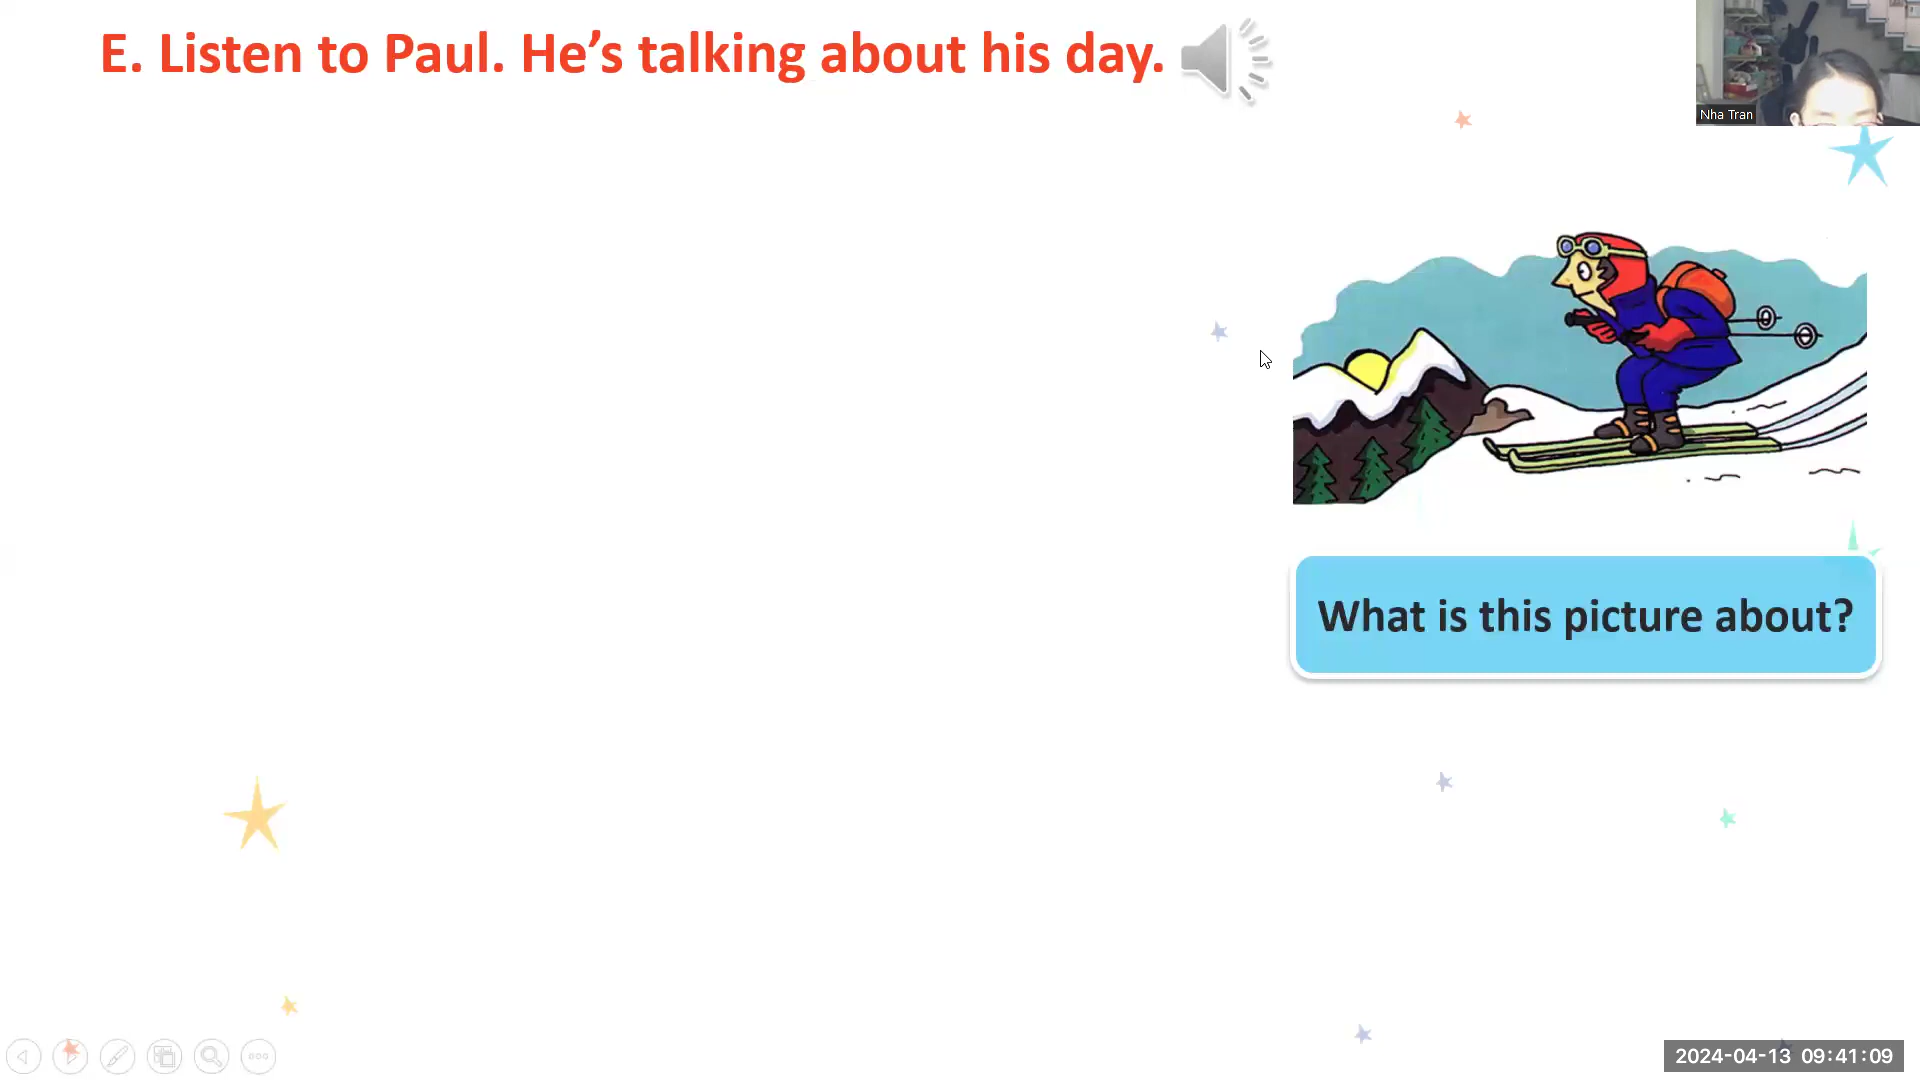 E. Listen to Paul. He’s talking about his day.
Nha Tran
What is this picture about?
2024-04-13 09:41:09